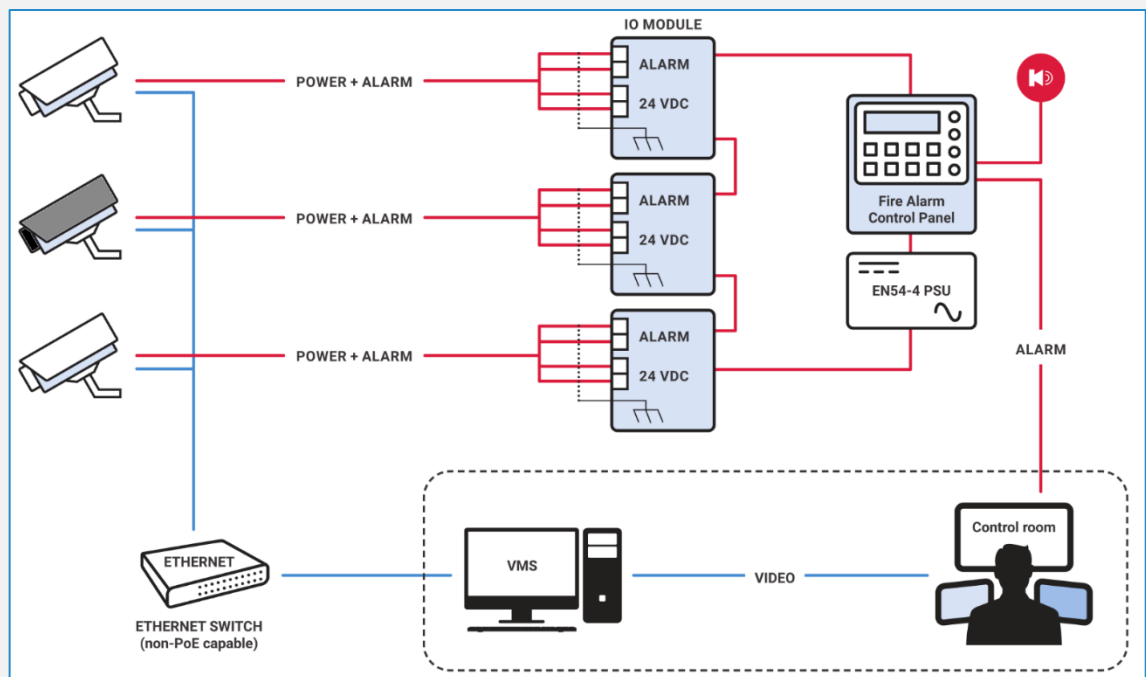 IO MODULE
POWER + ALARM
ALARM
24 VDC
Fire Alarm
Control Panel
POWER + ALARM
ALARM
24 VDC
EN54-4 PSU
POWER + ALARM
ALARM
24 VDC
ALARM
ETHERNET
ETHERNET SWITCH
(non-PoE capable)
VMS
VIDEO
Control room